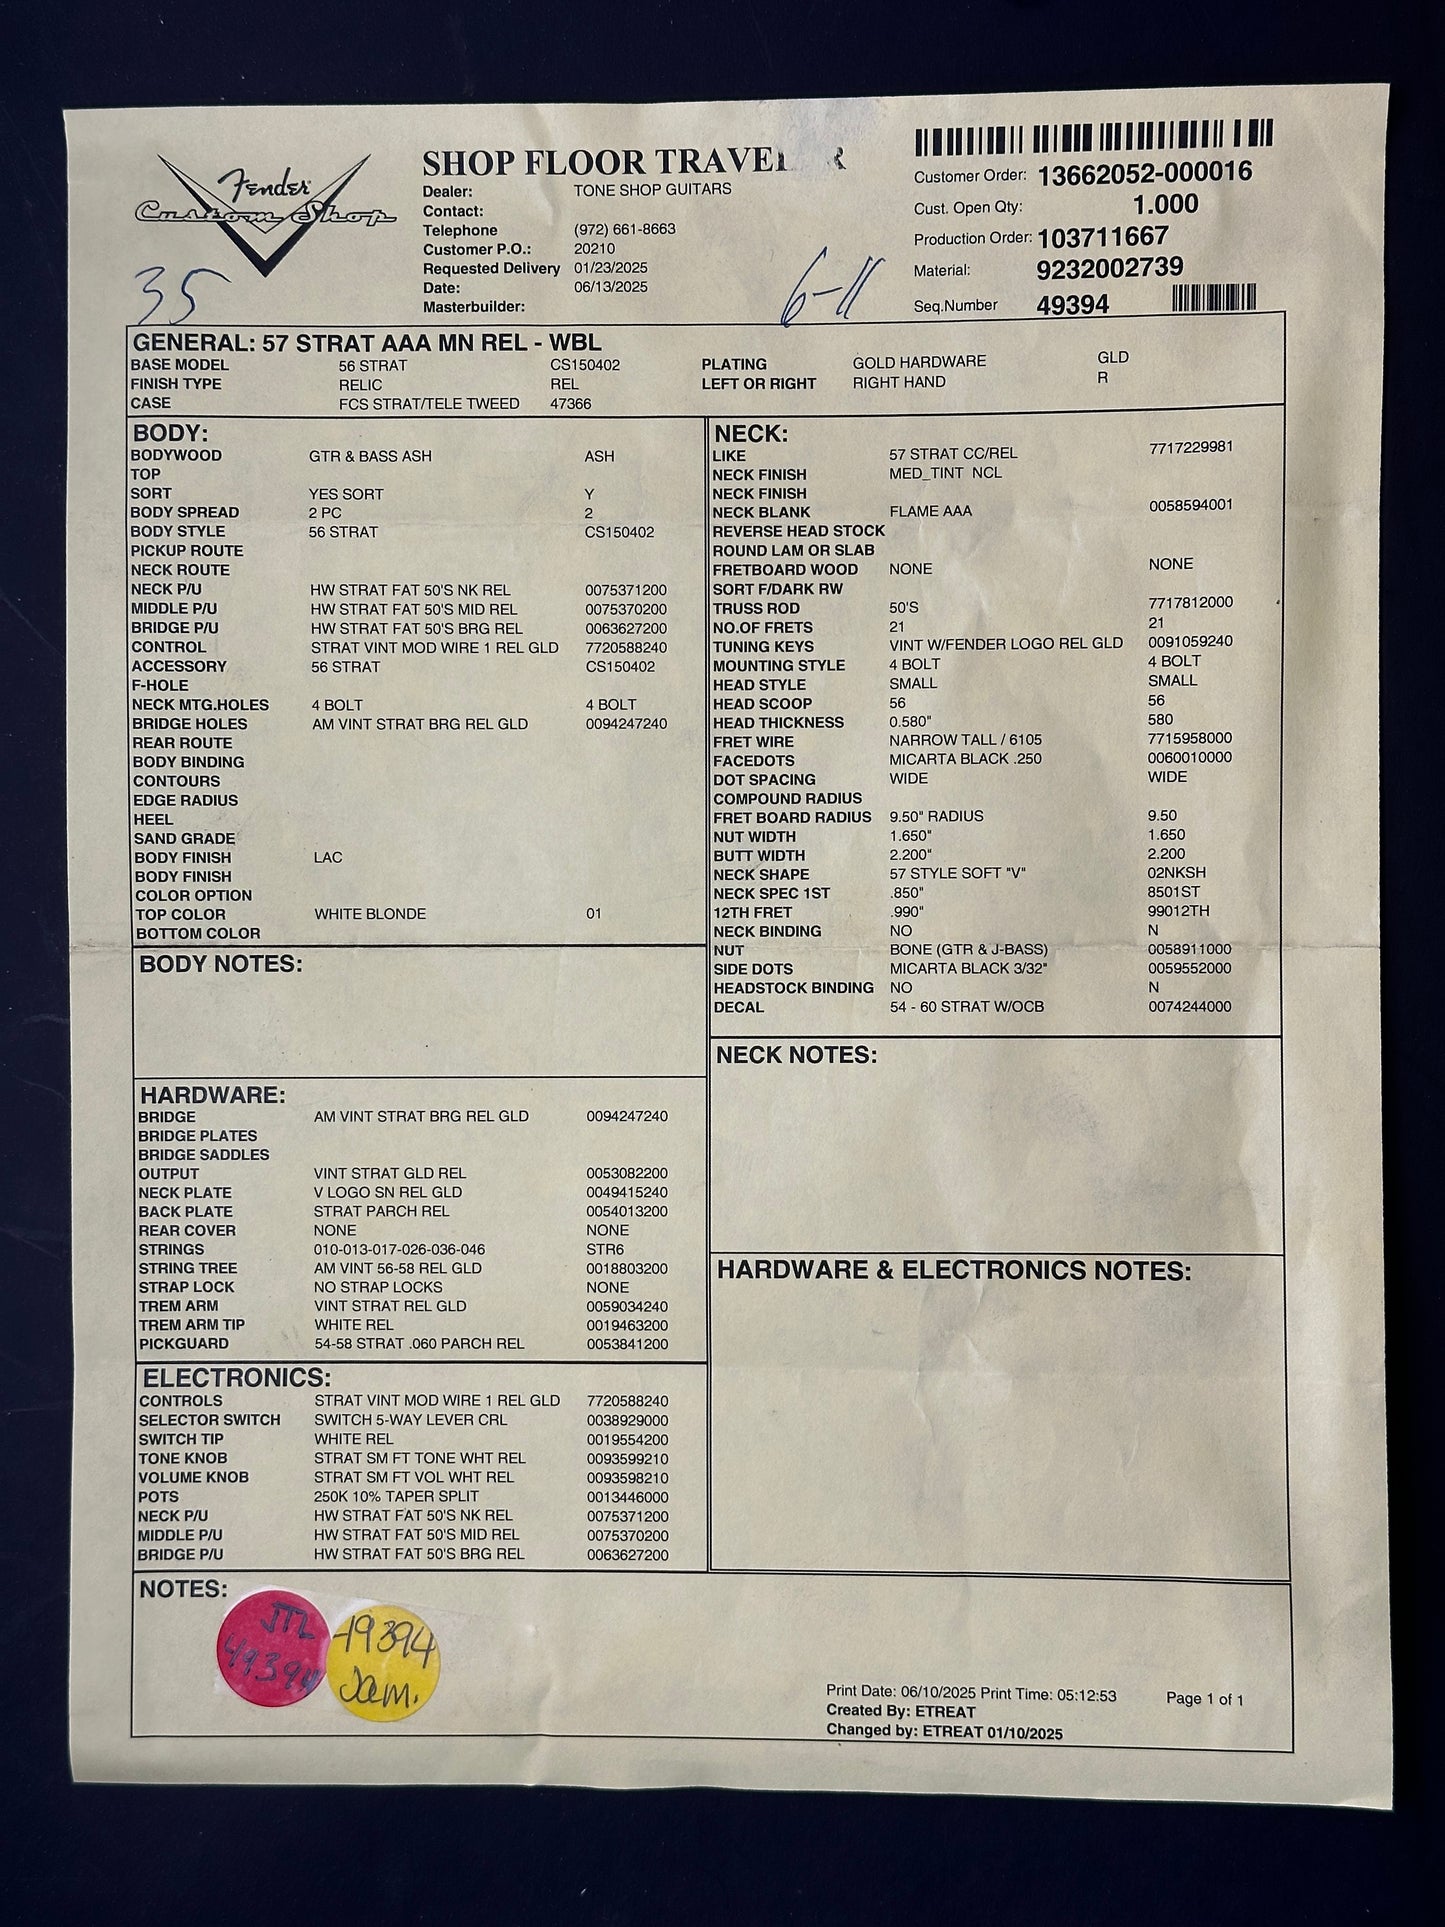 Fender
Custom Shop
SHOP FLOOR TRAVELER
Dealer: TONE SHOP GUITARS
Contact:
Telephone (972) 661-8663
Customer P.O.: 20210
Requested Delivery 01/23/2025
Date: 06/13/2025
Masterbuilder:
35
6-11
Customer Order: 13662052-000016
Cust. Open Qty: 1.000
Production Order: 103711667
Material: 9232002739
Seq.Number 49394
GENERAL: 57 STRAT AAA MN REL - WBL
BASE MODEL 56 STRAT CS150402 PLATING GOLD HARDWARE GLD
FINISH TYPE RELIC REL LEFT OR RIGHT RIGHT HAND R
CASE FCS STRAT/TELE TWEED 47366
BODY:
BODYWOOD GTR & BASS ASH ASH
TOP
SORT YES SORT Y
BODY SPREAD 2 PC 2
BODY STYLE 56 STRAT CS150402
PICKUP ROUTE
NECK ROUTE
NECK P/U HW STRAT FAT 50'S NK REL 0075371200
MIDDLE P/U HW STRAT FAT 50'S MID REL 0075370200
BRIDGE P/U HW STRAT FAT 50'S BRG REL 0063627200
CONTROL STRAT VINT MOD WIRE 1 REL GLD 7720588240
ACCESSORY 56 STRAT CS150402
F-HOLE
NECK MTG.HOLES 4 BOLT 4 BOLT
BRIDGE HOLES AM VINT STRAT BRG REL GLD 0094247240
REAR ROUTE
BODY BINDING
CONTOURS
EDGE RADIUS
HEEL
SAND GRADE
BODY FINISH LAC
BODY FINISH
COLOR OPTION
TOP COLOR WHITE BLONDE 01
BOTTOM COLOR
BODY NOTES:
HARDWARE:
BRIDGE AM VINT STRAT BRG REL GLD 0094247240
BRIDGE PLATES
BRIDGE SADDLES
OUTPUT VINT STRAT GLD REL 0053082200
NECK PLATE V LOGO SN REL GLD 0049415240
BACK PLATE STRAT PARCH REL 0054013200
REAR COVER NONE NONE
STRINGS 010-013-017-026-036-046 STR6
STRING TREE AM VINT 56-58 REL GLD 0018803200
STRAP LOCK NO STRAP LOCKS NONE
TREM ARM VINT STRAT REL GLD 0059034240
TREM ARM TIP WHITE REL 0019463200
PICKGUARD 54-58 STRAT .060 PARCH REL 0053841200
ELECTRONICS:
CONTROLS STRAT VINT MOD WIRE 1 REL GLD 7720588240
SELECTOR SWITCH SWITCH 5-WAY LEVER CRL 0038929000
SWITCH TIP WHITE REL 0019554200
TONE KNOB STRAT SM FT TONE WHT REL 0093599210
VOLUME KNOB STRAT SM FT VOL WHT REL 0093598210
POTS 250K 10% TAPER SPLIT 0013446000
NECK P/U HW STRAT FAT 50'S NK REL 0075371200
MIDDLE P/U HW STRAT FAT 50'S MID REL 0075370200
BRIDGE P/U HW STRAT FAT 50'S BRG REL 0063627200
NECK:
LIKE 57 STRAT CC/REL 7717229981
NECK FINISH MED_TINT NCL
NECK FINISH
NECK BLANK FLAME AAA 0058594001
REVERSE HEAD STOCK
ROUND LAM OR SLAB
FRETBOARD WOOD NONE NONE
SORT F/DARK RW
TRUSS ROD 50'S 7717812000
NO.OF FRETS 21 21
TUNING KEYS VINT W/FENDER LOGO REL GLD 0091059240
MOUNTING STYLE 4 BOLT 4 BOLT
HEAD STYLE SMALL SMALL
HEAD SCOOP 56 56
HEAD THICKNESS 0.580" 580
FRET WIRE NARROW TALL / 6105 7715958000
FACEDOTS MICARTA BLACK .250 0060010000
DOT SPACING WIDE WIDE
COMPOUND RADIUS
FRET BOARD RADIUS 9.50" RADIUS 9.50
NUT WIDTH 1.650" 1.650
BUTT WIDTH 2.200" 2.200
NECK SHAPE 57 STYLE SOFT "V" 02NKSH
NECK SPEC 1ST .850" 8501ST
12TH FRET .990" 99012TH
NECK BINDING NO N
NUT BONE (GTR & J-BASS) 0058911000
SIDE DOTS MICARTA BLACK 3/32" 0059552000
HEADSTOCK BINDING NO N
DECAL 54 - 60 STRAT W/OCB 0074244000
NECK NOTES:
HARDWARE & ELECTRONICS NOTES:
NOTES:
49394
49394
Print Date: 06/10/2025 Print Time: 05:12:53 Page 1 of 1
Created By: ETREAT
Changed by: ETREAT 01/10/2025